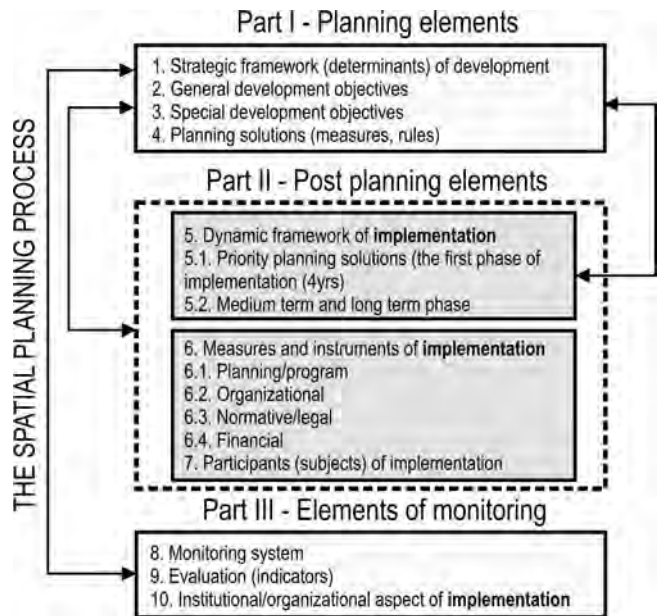 Part I - Planning elements
1. Strategic framework (determinants) of development
2. General development objectives
3. Special development objectives
4. Planning solutions (measures, rules)
Part II - Post planning elements
5. Dynamic framework of implementation
5.1. Priority planning solutions (the first phase of
implementation (4yrs)
5.2. Medium term and long term phase
6. Measures and instruments of implementation
6.1. Planning/program
6.2. Organizational
6.3. Normative/legal
6.4. Financial
7. Participants (subjects) of implementation
Part III - Elements of monitoring
8. Monitoring system
9. Evaluation (indicators)
10. Institutional/organizational aspect of implementation
THE SPATIAL PLANNING PROCESS